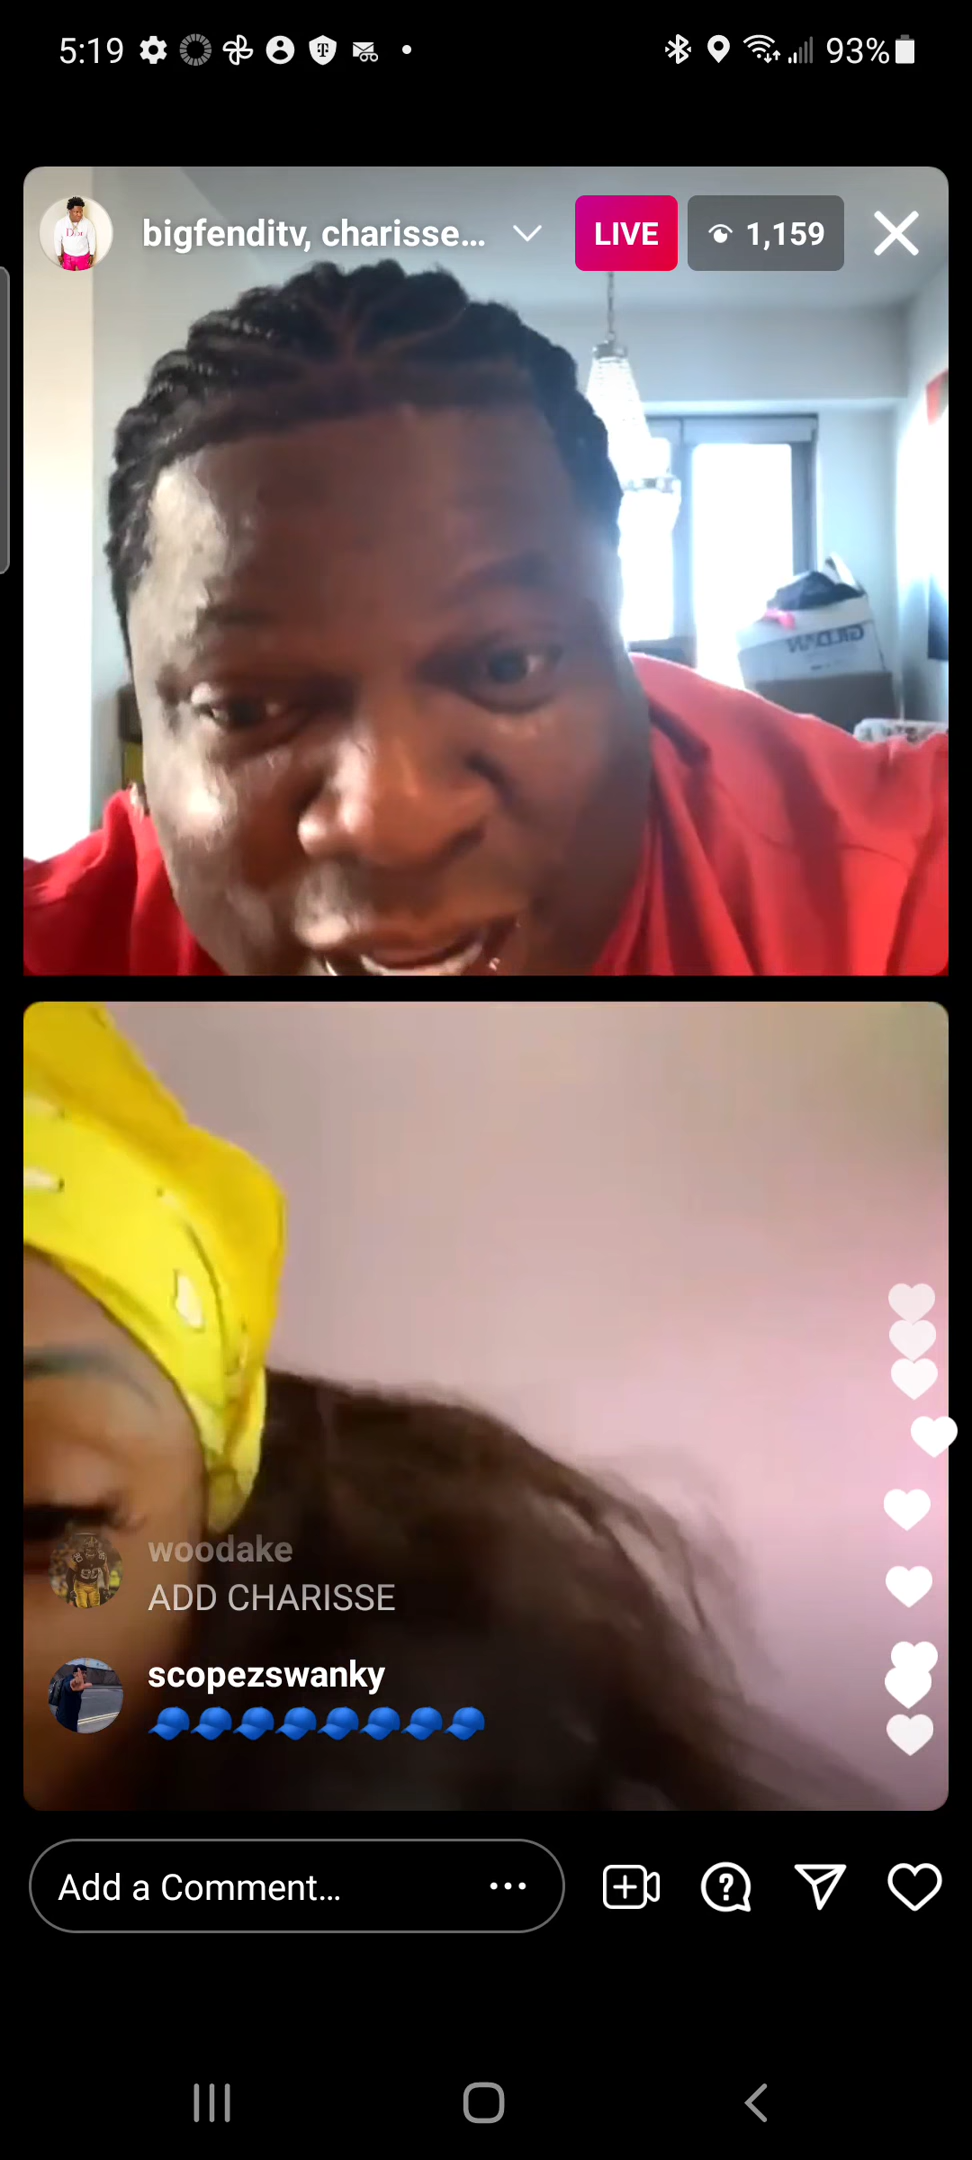 5:19
93%
bigfenditv, charisse...
LIVE
1,159
woodake
ADD CHARISSE
scopezswanky
🧢🧢🧢🧢🧢🧢🧢🧢
Add a Comment...